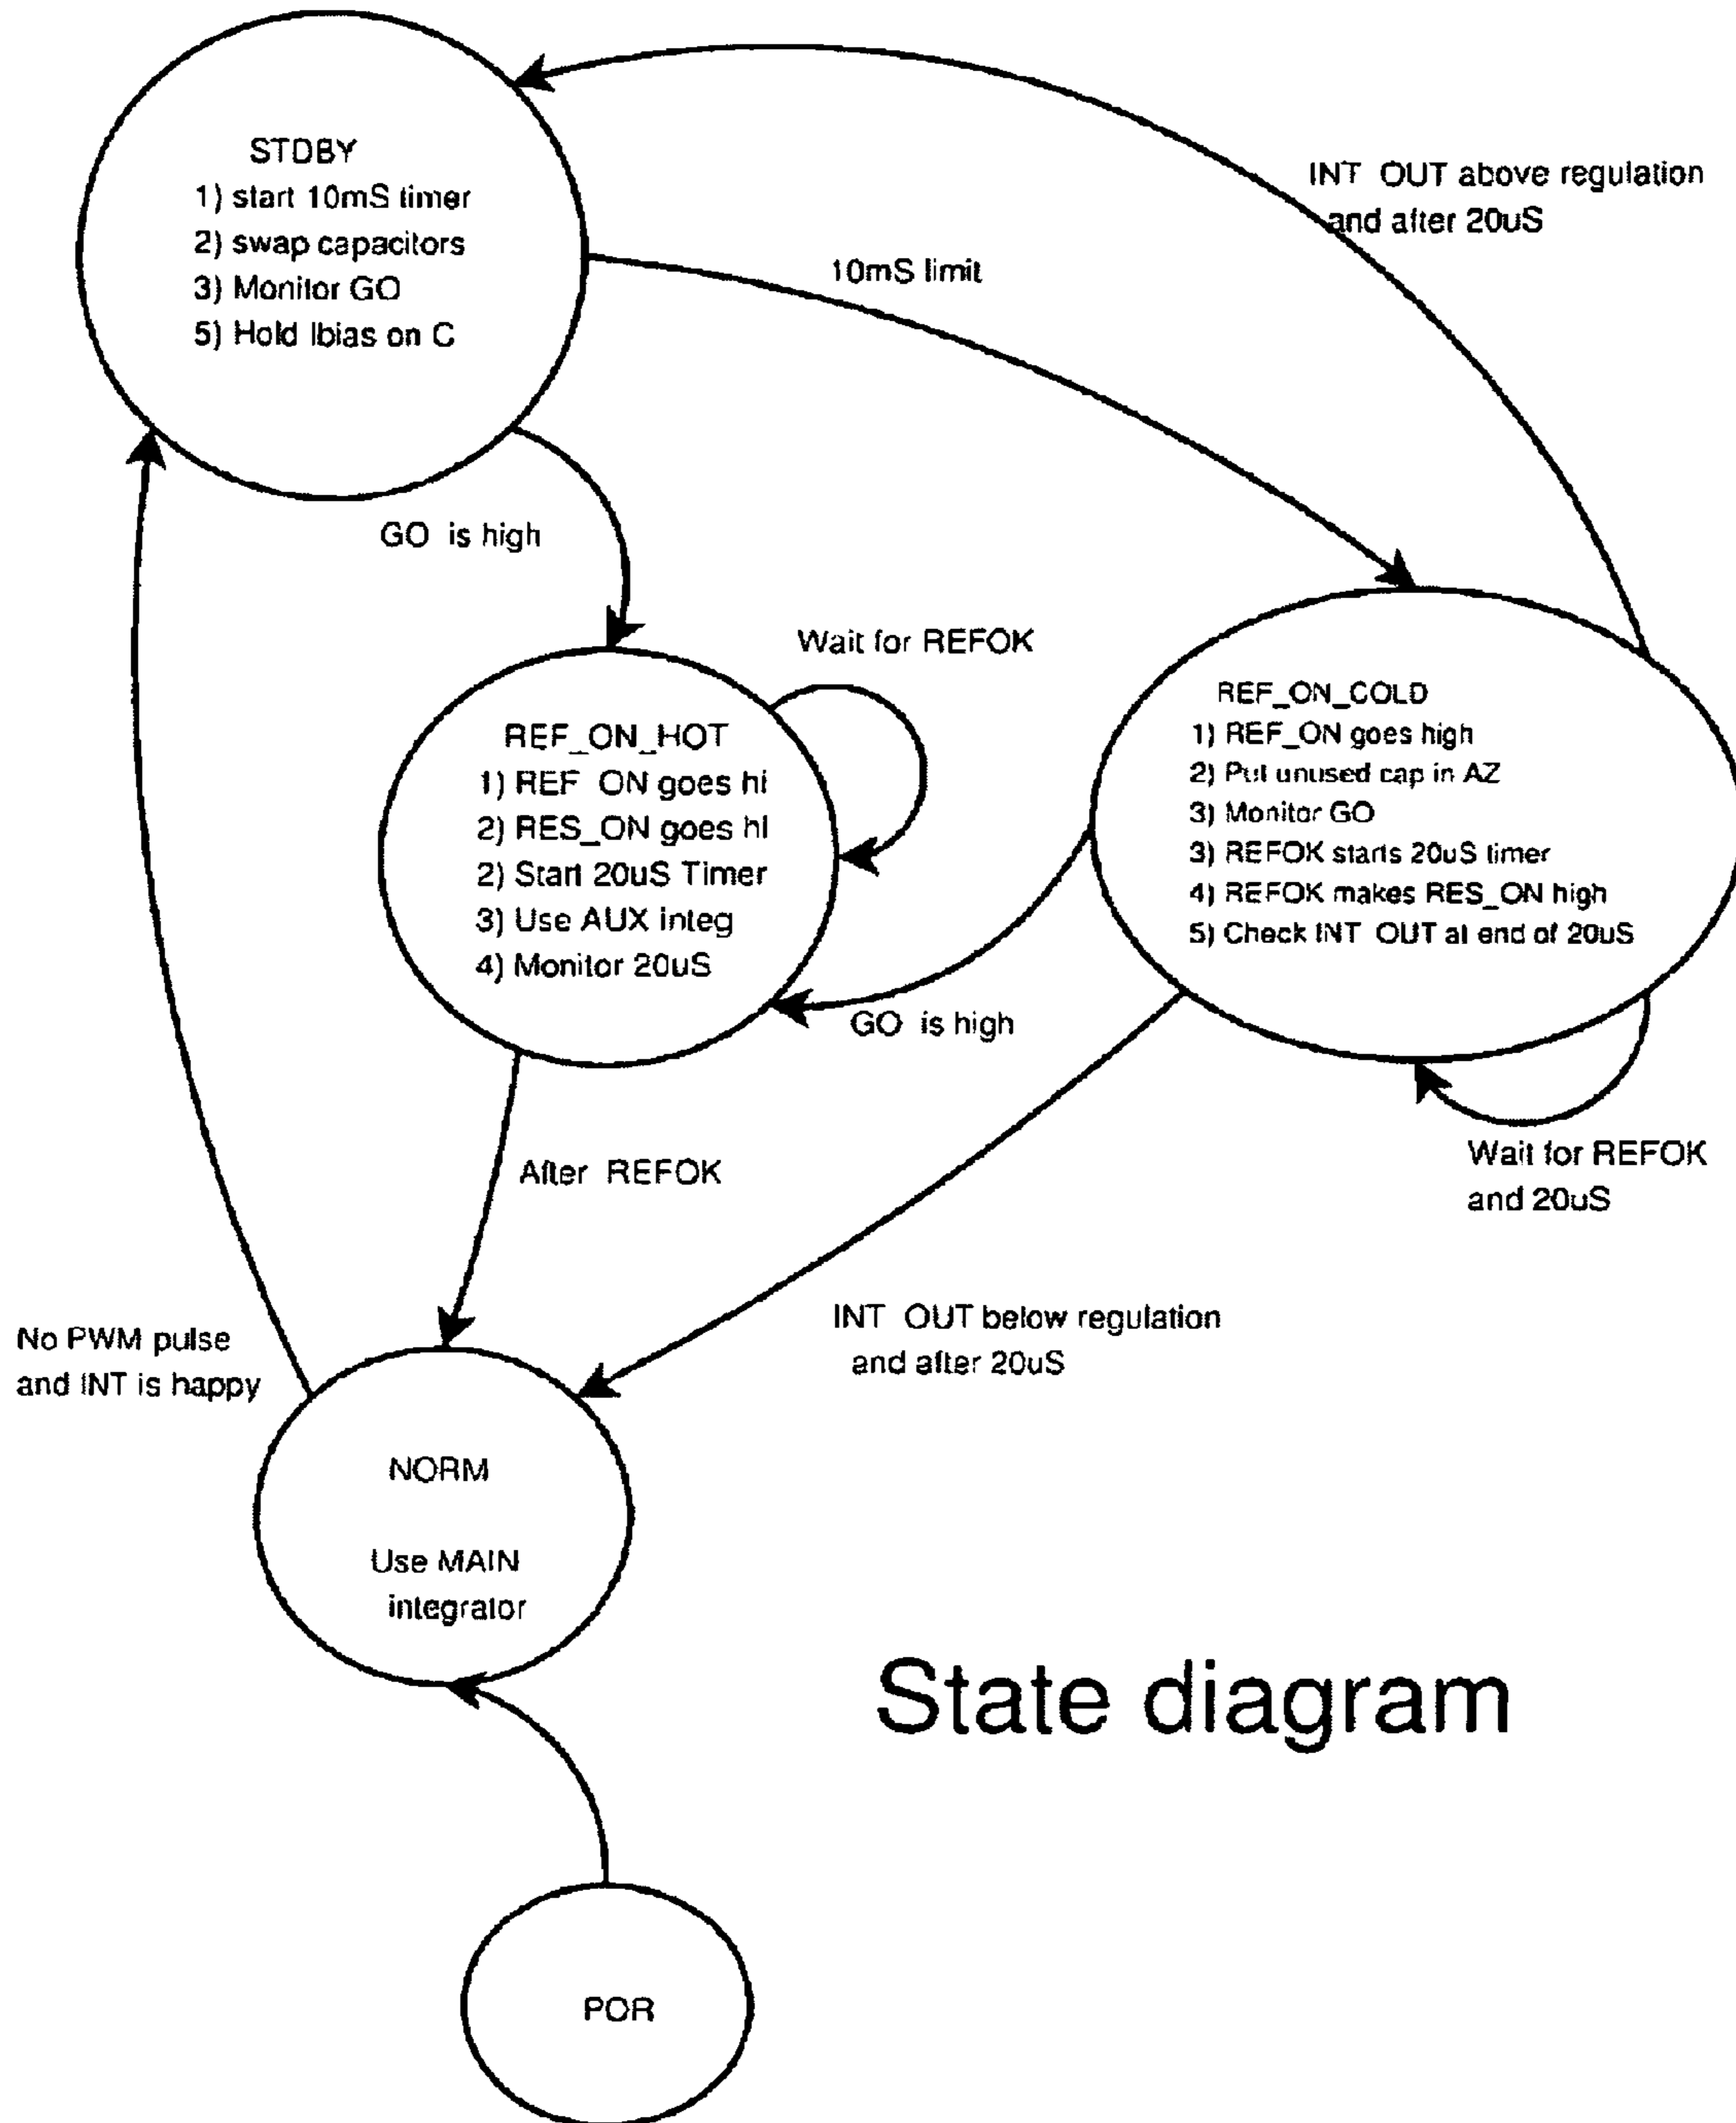 STDBY
1) start 10mS timer
2) swap capacitors
3) Monitor GO
5) Hold Ibias on C
INT OUT above regulation
and after 20uS
10mS limit
GO is high
Wait for REFOK
REF_ON_HOT
1) REF ON goes hi
2) RES_ON goes hi
2) Start 20uS Timer
3) Use AUX integ
4) Monitor 20uS
REF_ON_COLD
1) REF_ON goes high
2) Put unused cap in AZ
3) Monitor GO
3) REFOK starts 20uS timer
4) REFOK makes RES_ON high
5) Check INT OUT at end of 20uS
GO is high
After REFOK
Wait for REFOK
and 20uS
No PWM pulse
and INT is happy
INT OUT below regulation
and after 20uS
NORM
Use MAIN
integrator
State diagram
POR